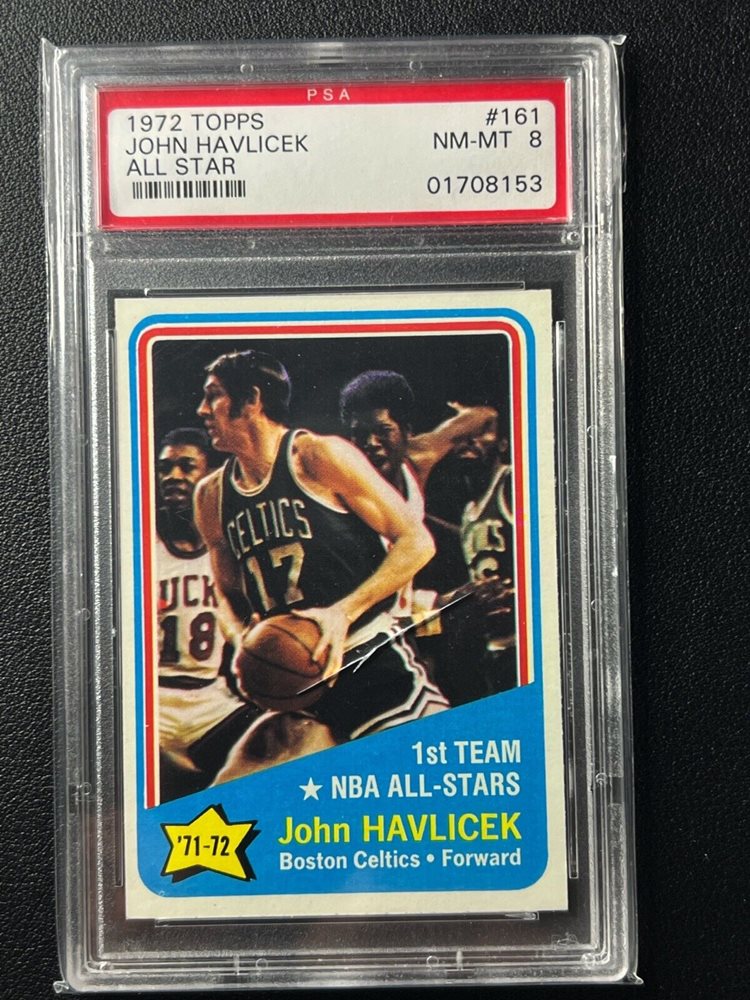 PSA
1972 TOPPS #161
JOHN HAVLICEK NM-MT 8
ALL STAR
01708153
CELTICS
17
UCK
18
CS
1st TEAM
★ NBA ALL-STARS
'71-72
John HAVLICEK
Boston Celtics • Forward